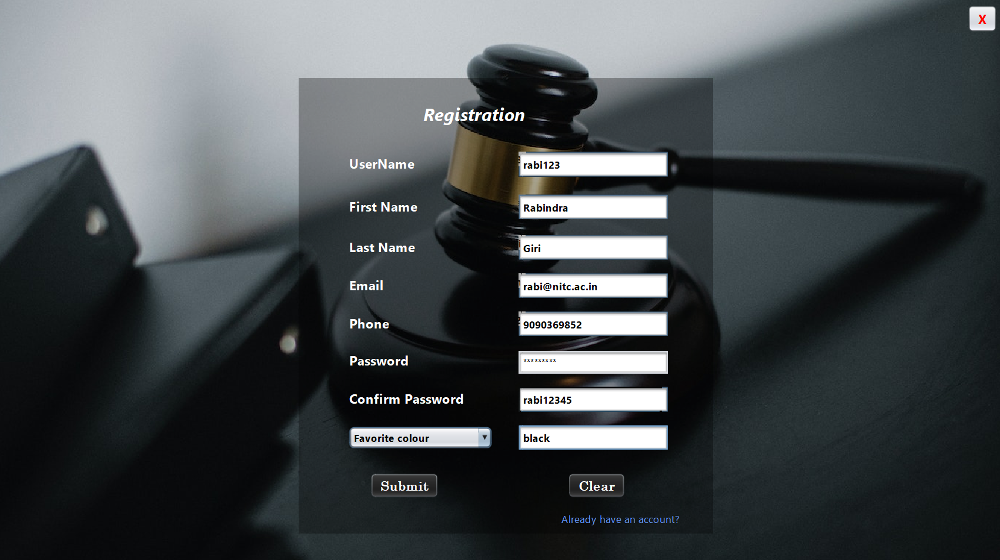 X
Registration
UserName rabi123
First Name Rabindra
Last Name Giri
Email rabi@nitc.ac.in
Phone 9090369852
Password *********
Confirm Password rabi12345
Favorite colour black
Submit Clear
Already have an account?